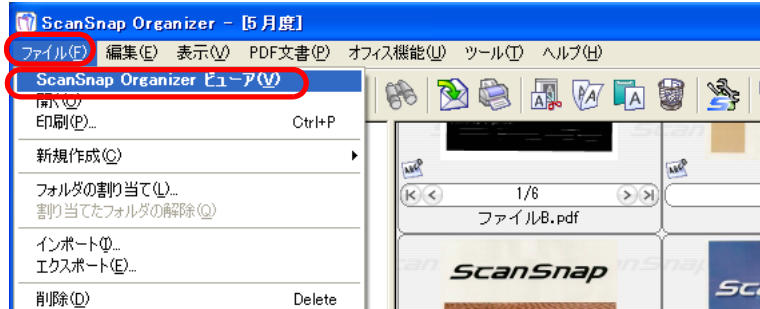 ScanSnap Organizer - [5月度]
ファイル(F) 編集(E) 表示(V) PDF文書(P) オフィス機能(U) ツール(T) ヘルプ(H)
ScanSnap Organizer ビューア(V)
開く(O)
印刷(P)... Ctrl+P
新規作成(C)
フォルダの割り当て(L)...
割り当てたフォルダの解除(Q)
インポート(I)...
エクスポート(E)...
削除(D) Delete
1/6
ファイルB.pdf
ScanSnap